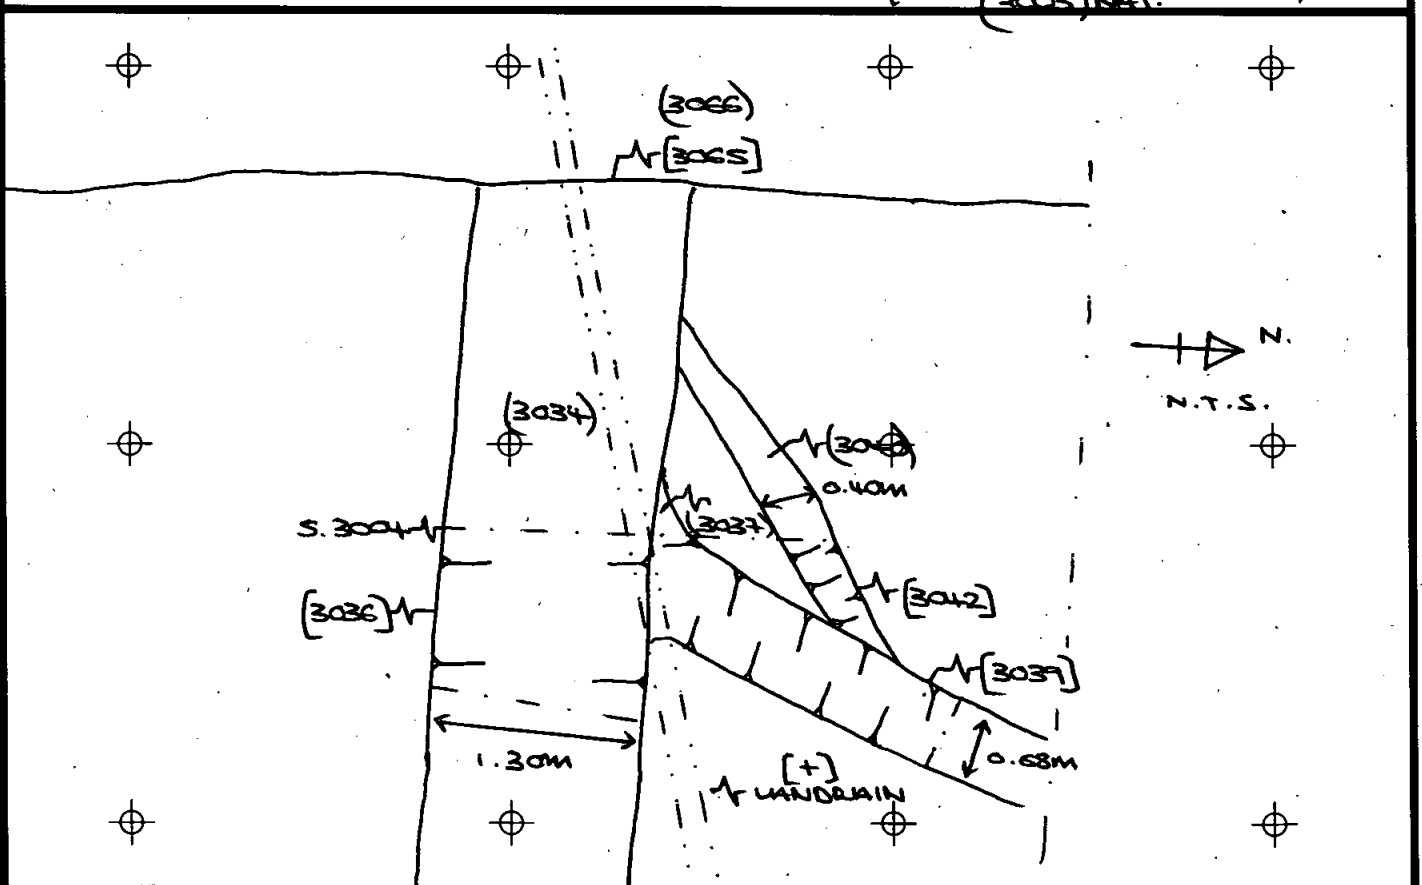 (3066)
[3065]
N.
N.T.S.
(3034)
0.40m
S.3004
(3037)
[3042]
[3036]
[3039]
1.30m
0.68m
[+]
LANDRAIN